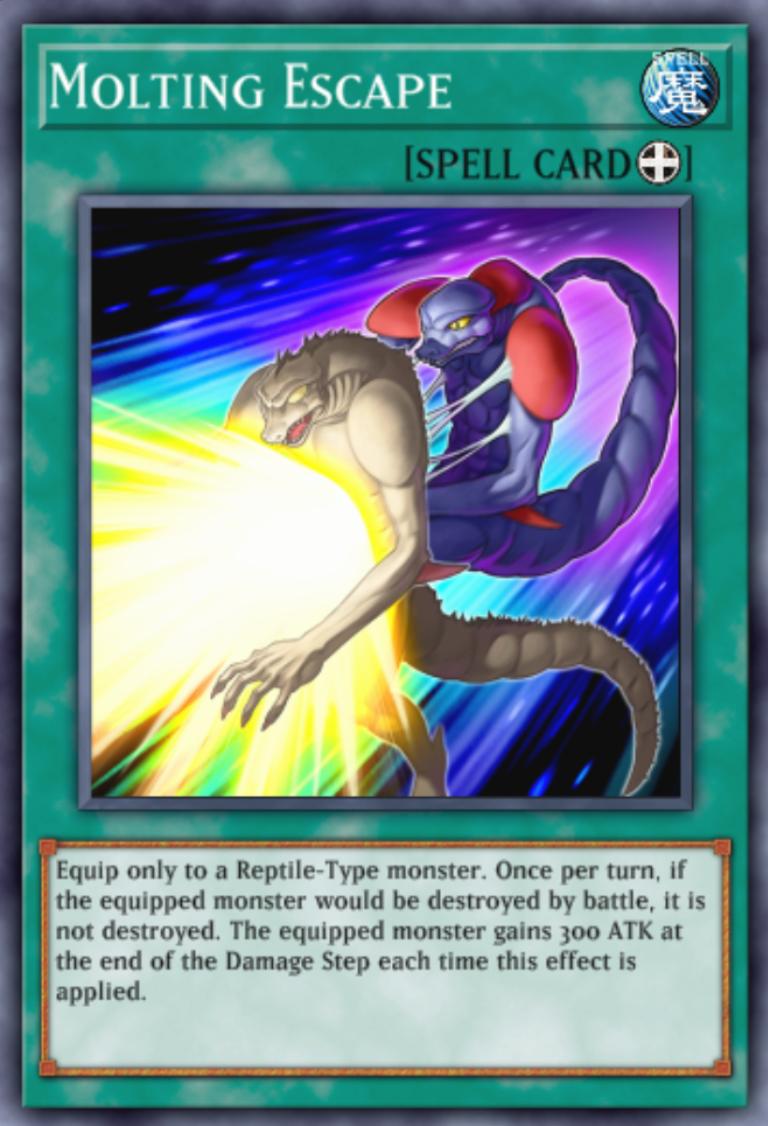 MOLTING ESCAPE
SPELL
魔
[SPELL CARD]
Equip only to a Reptile-Type monster. Once per turn, if
the equipped monster would be destroyed by battle, it is
not destroyed. The equipped monster gains 300 ATK at
the end of the Damage Step each time this effect is
applied.